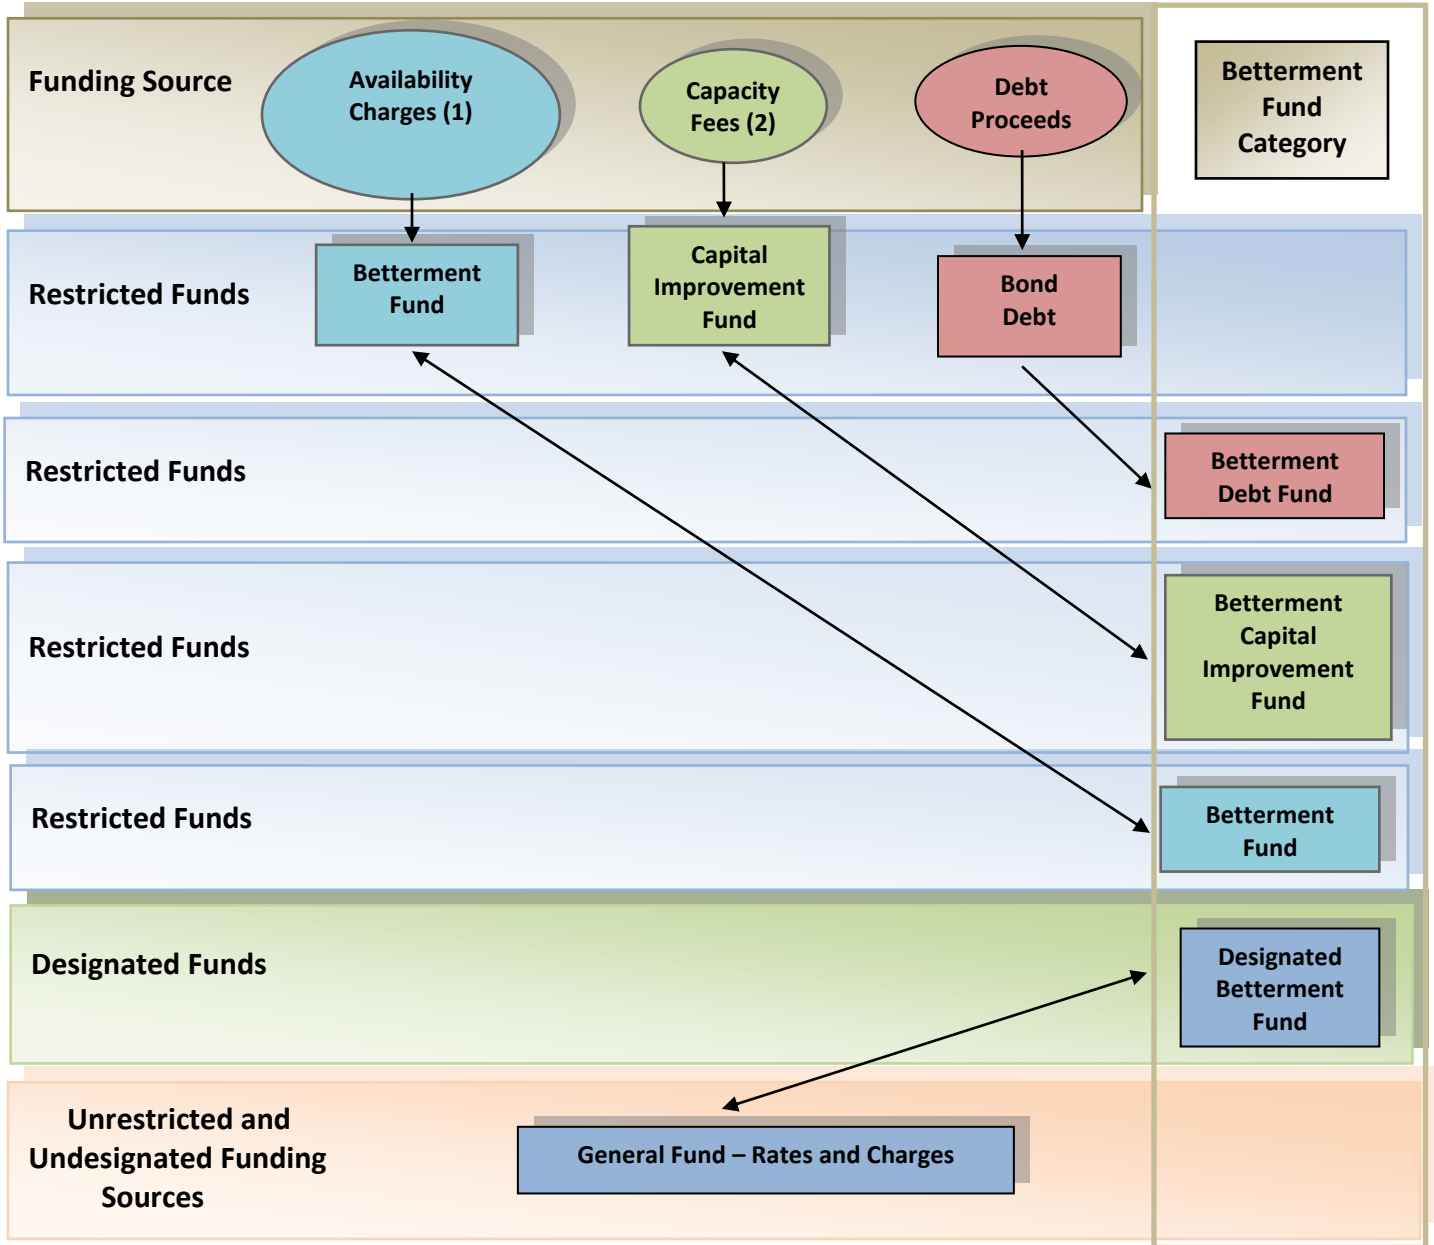 Funding Source
Availability
Charges (1)
Capacity
Fees (2)
Debt
Proceeds
Betterment
Fund
Category
Restricted Funds
Betterment
Fund
Capital
Improvement
Fund
Bond
Debt
Restricted Funds
Betterment
Debt Fund
Restricted Funds
Betterment
Capital
Improvement
Fund
Restricted Funds
Betterment
Fund
Designated Funds
Designated
Betterment
Fund
Unrestricted and
Undesignated Funding
Sources
General Fund – Rates and Charges